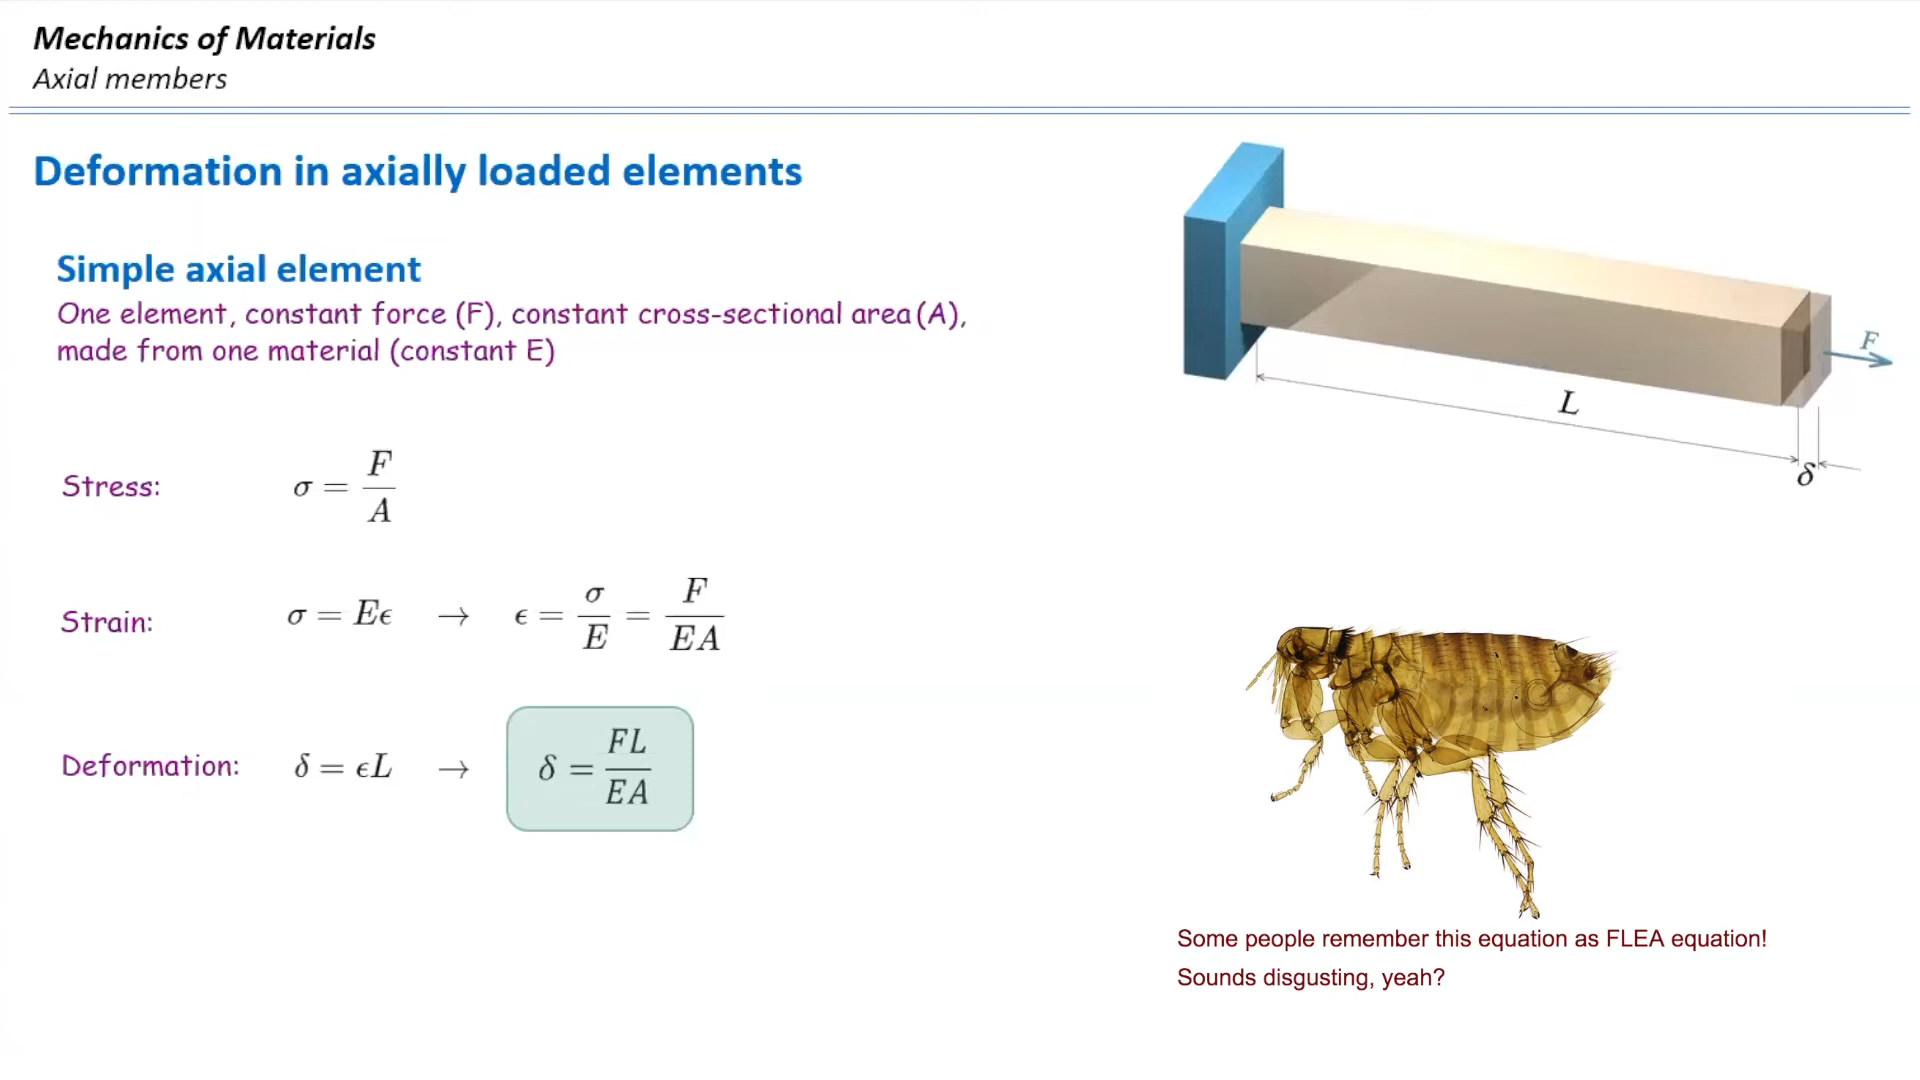 Mechanics of Materials
Axial members
Deformation in axially loaded elements
Simple axial element
One element, constant force (F), constant cross-sectional area (A),
made from one material (constant E)
Stress: σ = F/A
Strain: σ = Eϵ → ϵ = σ/E = F/EA
Deformation: δ = ϵL → δ = FL/EA
F
L
δ
Some people remember this equation as FLEA equation!
Sounds disgusting, yeah?